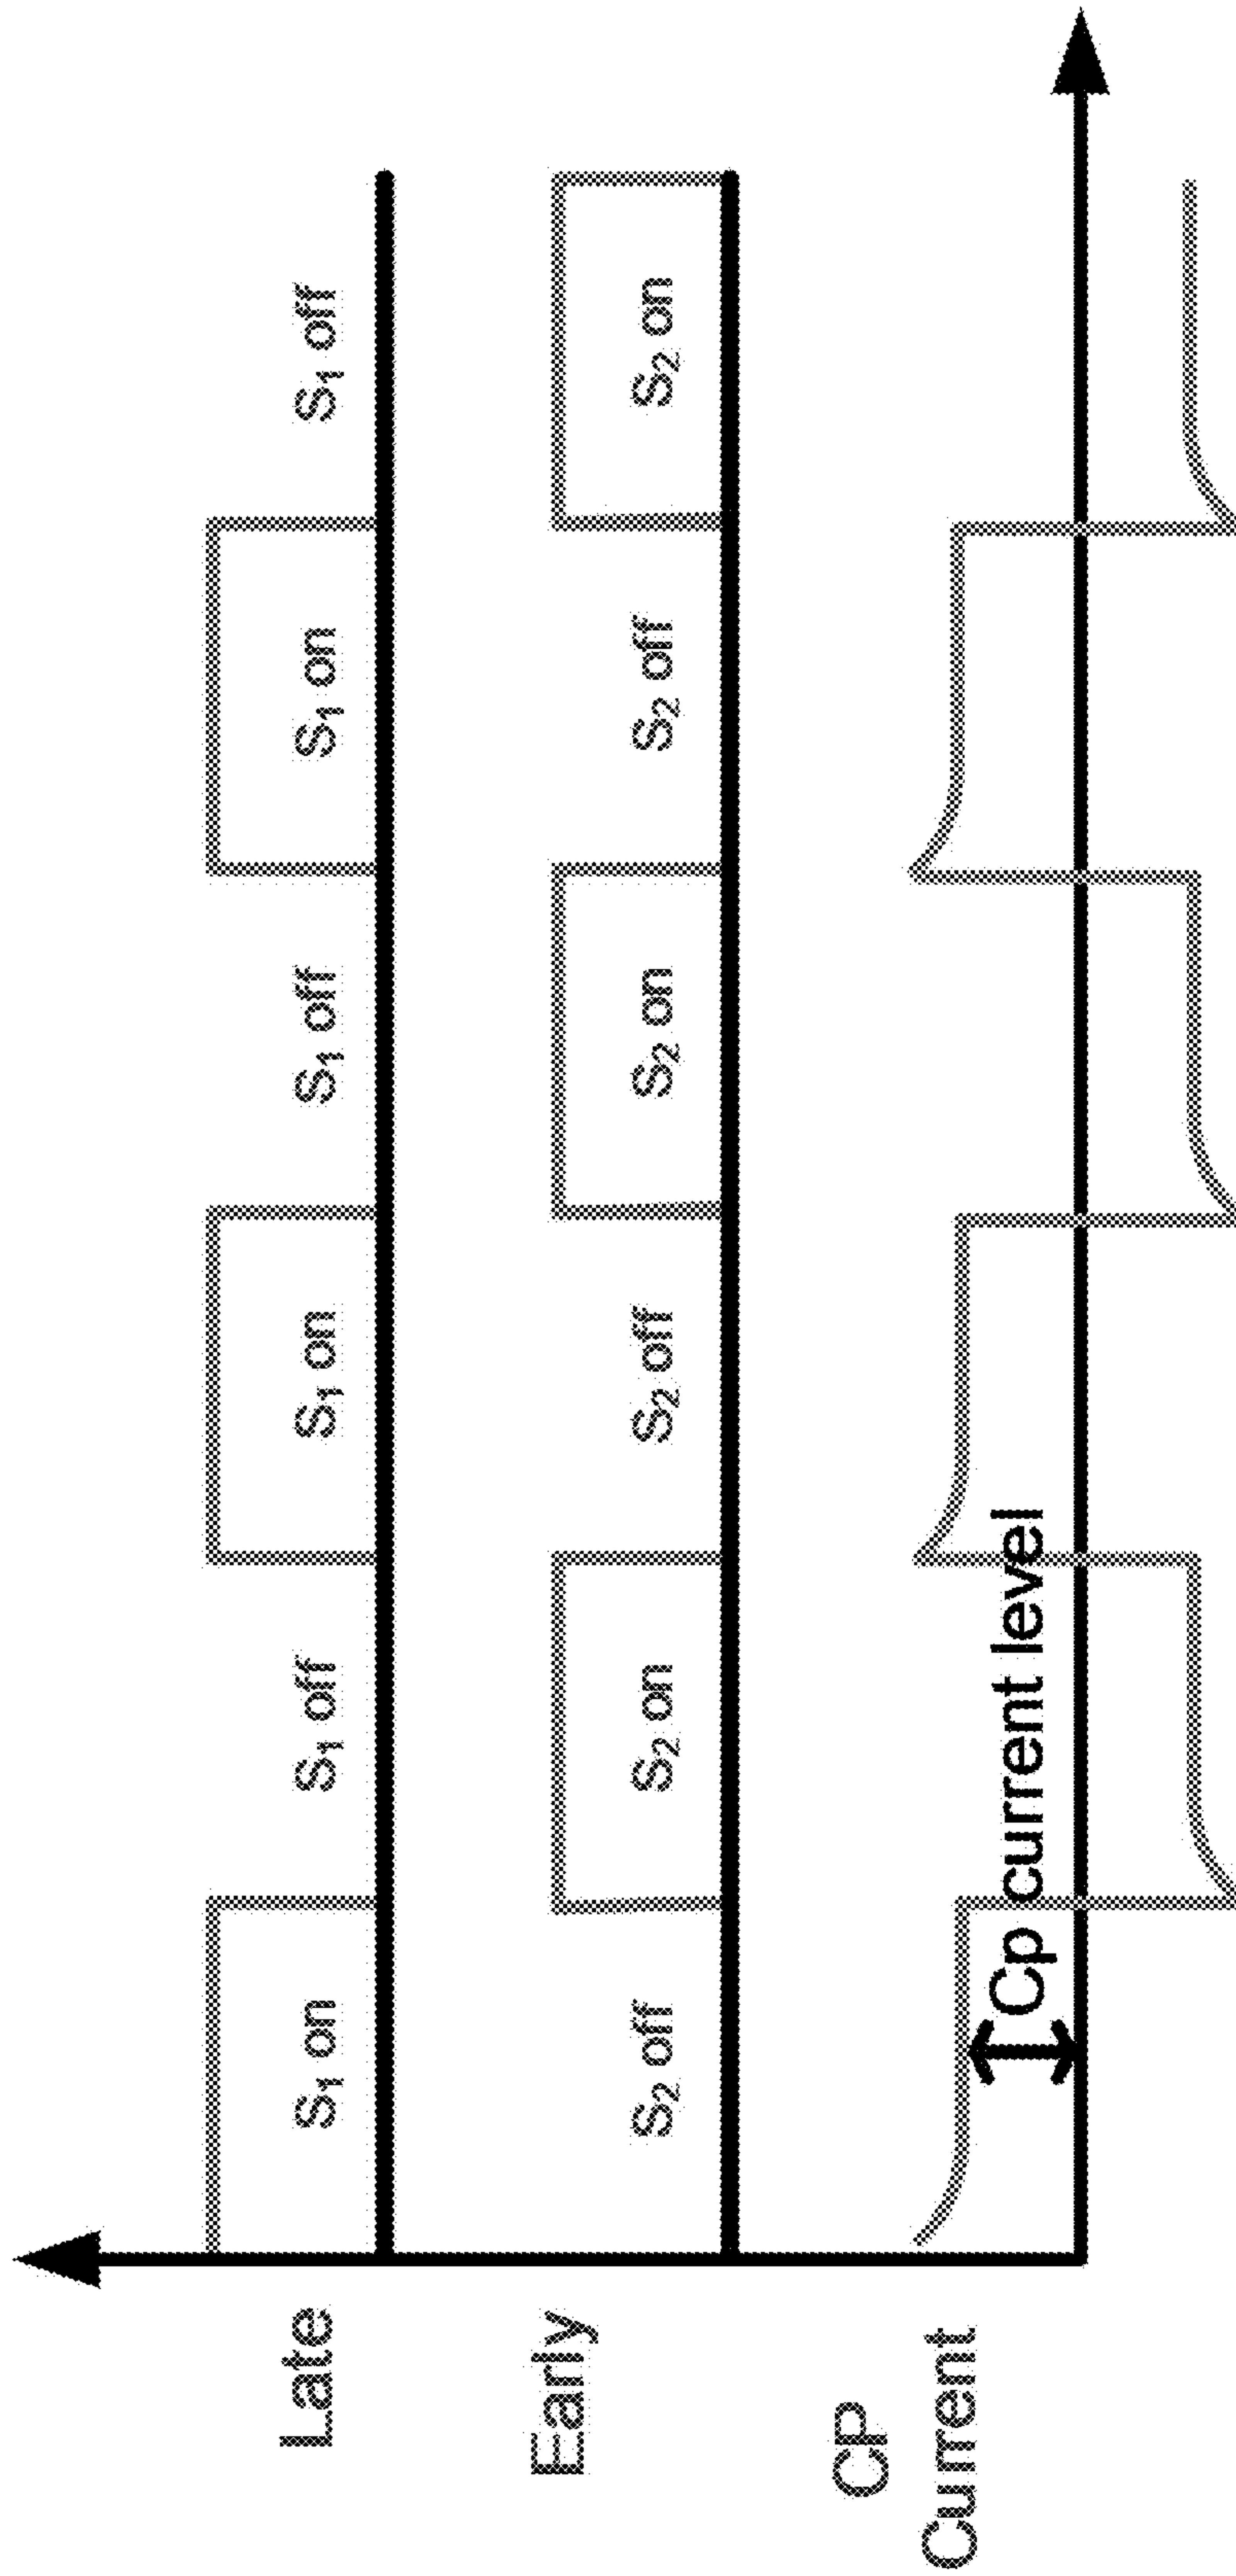 Late
S₁ on
S₁ off
S₁ on
S₁ off
S₁ on
S₁ off
Early
S₂ off
S₂ on
S₂ off
S₂ on
S₂ off
S₂ on
CP
Current
Cp current level